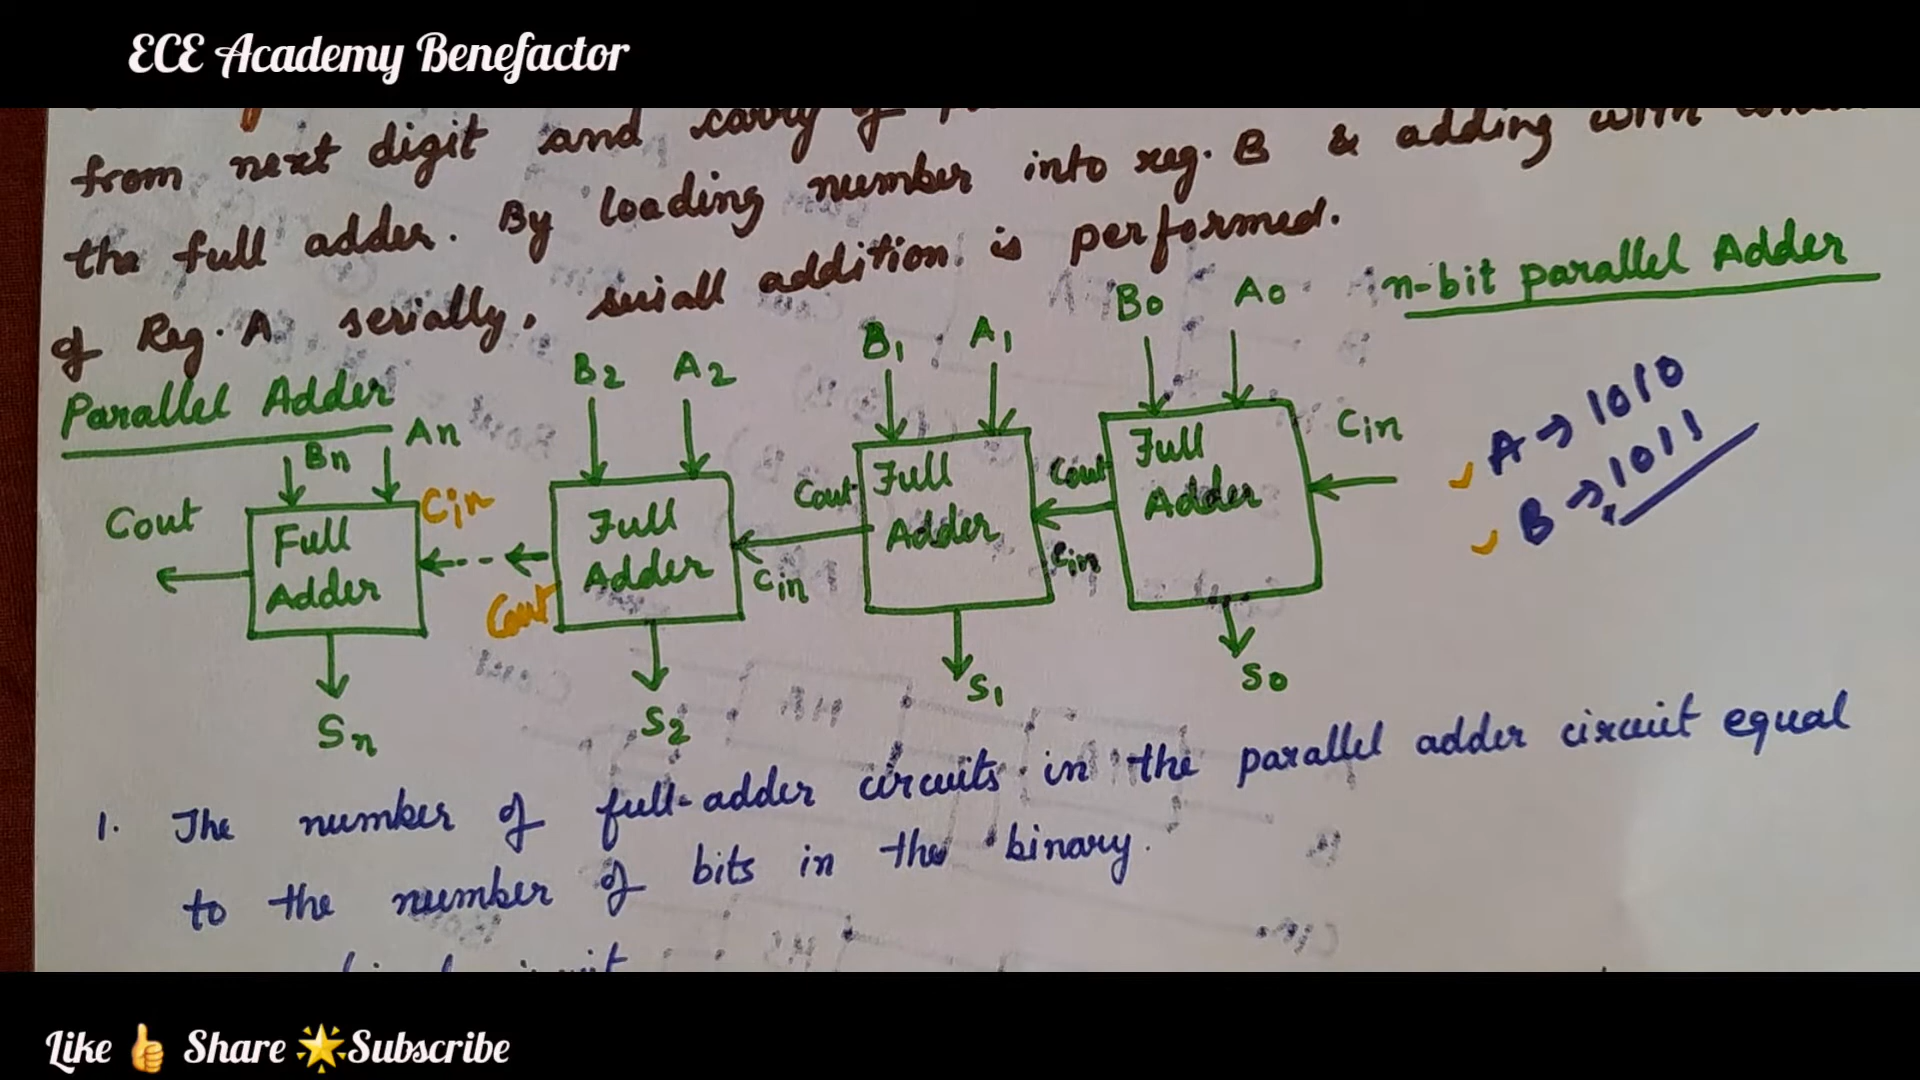 ECE Academy Benefactor
from next digit and carry of
the full adder. By loading number into reg. B & adding with
of Reg. A serially, suiall addition is performed.
n-bit parallel Adder
Parallel Adder
Bn An B2 A2 B1 A1 B0 A0
Cout Cin Cout Cin Cout Cin Cout Cin
Full Adder Full Adder Full Adder Full Adder
Sn S2 S1 S0
A → 1010
B → 1011
1. The number of full-adder circuits in the parallel adder circuit equal
to the number of bits in the binary.
Like 👍 Share 🌟Subscribe